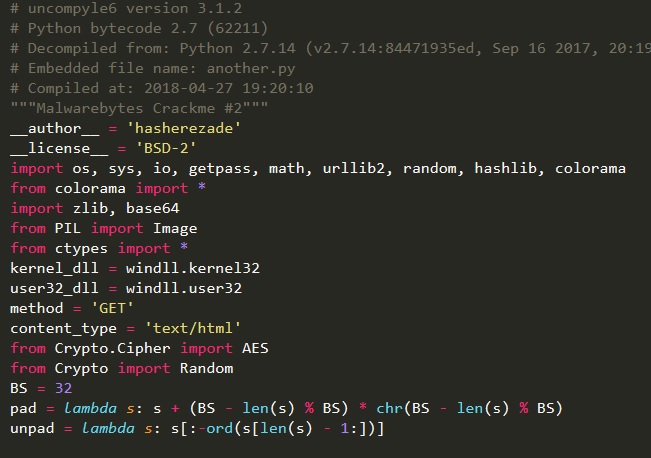 # uncompyle6 version 3.1.2
# Python bytecode 2.7 (62211)
# Decompiled from: Python 2.7.14 (v2.7.14:84471935ed, Sep 16 2017, 20:19
# Embedded file name: another.py
# Compiled at: 2018-04-27 19:20:10
"""Malwarebytes Crackme #2"""
__author__ = 'hasherezade'
__license__ = 'BSD-2'
import os, sys, io, getpass, math, urllib2, random, hashlib, colorama
from colorama import *
import zlib, base64
from PIL import Image
from ctypes import *
kernel_dll = windll.kernel32
user32_dll = windll.user32
method = 'GET'
content_type = 'text/html'
from Crypto.Cipher import AES
from Crypto import Random
BS = 32
pad = lambda s: s + (BS - len(s) % BS) * chr(BS - len(s) % BS)
unpad = lambda s: s[:-ord(s[len(s) - 1:])]